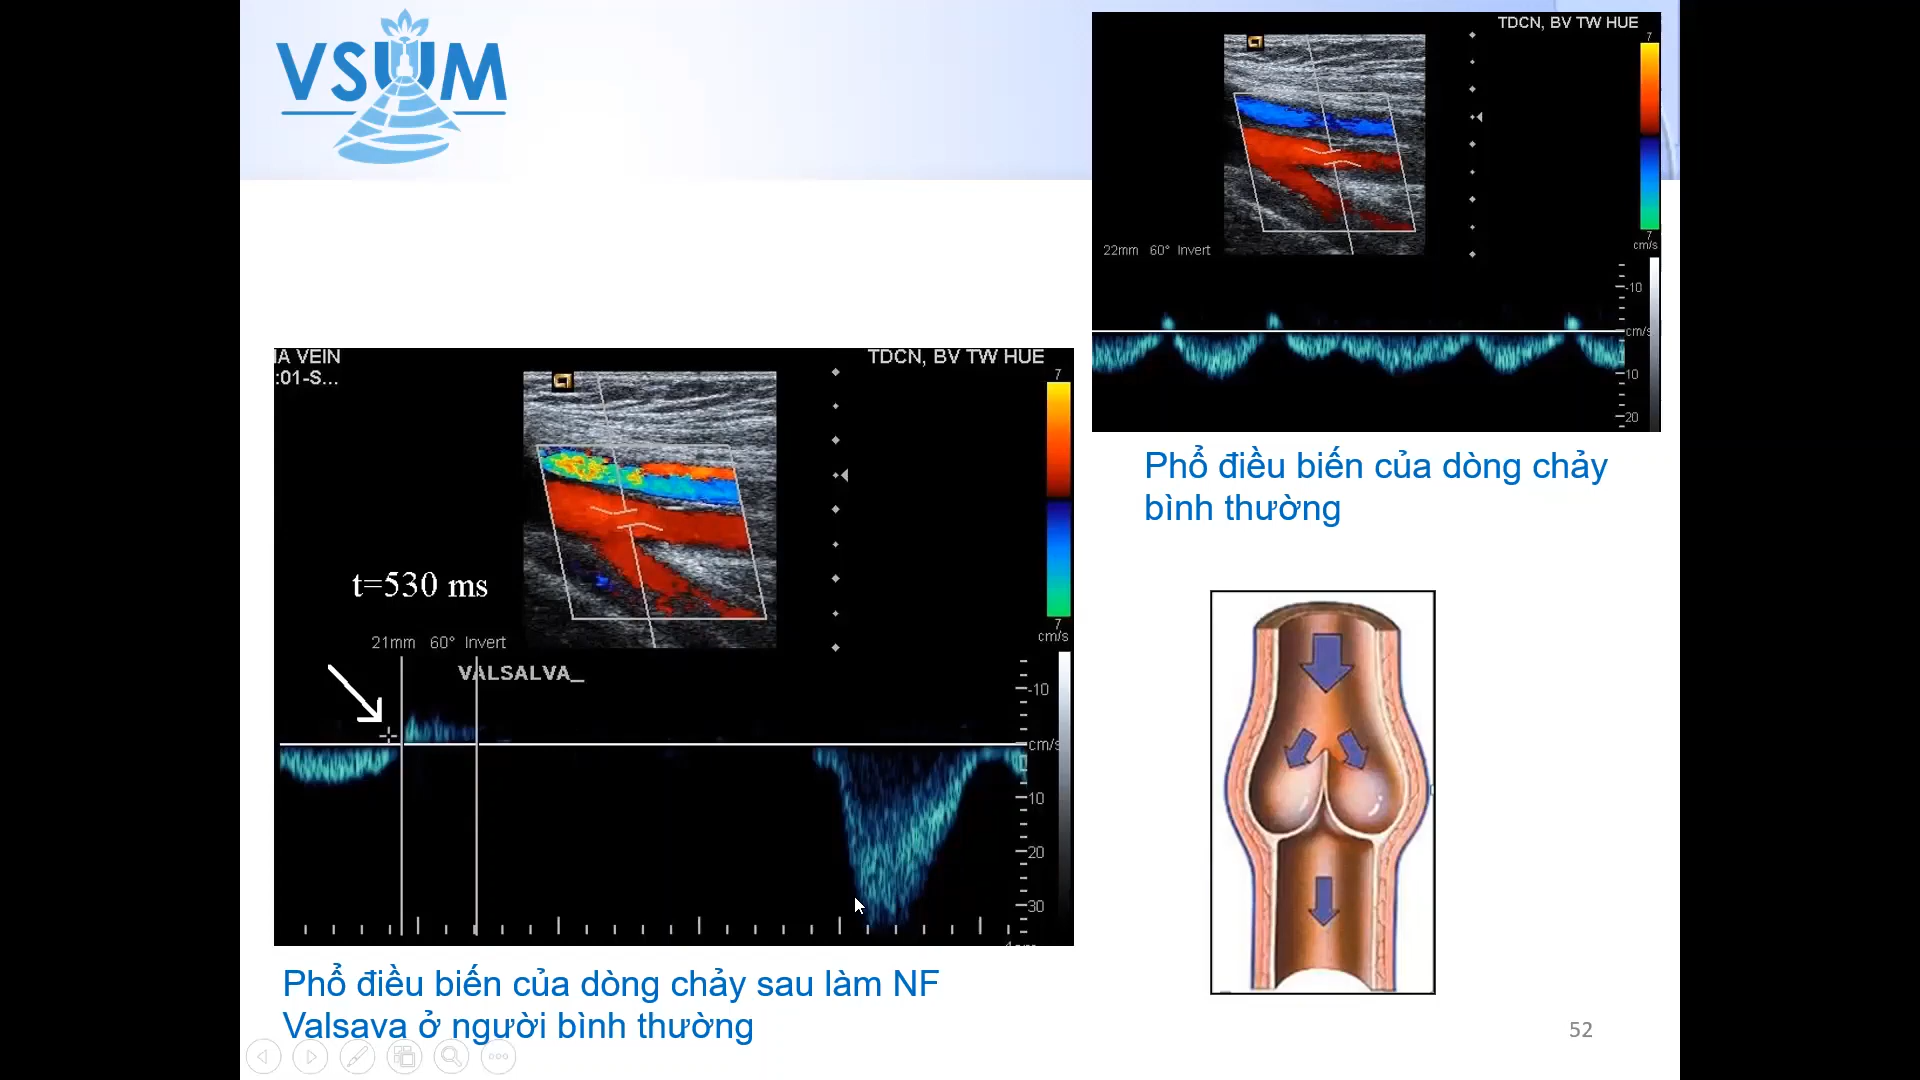 VSUM
TDCN, BV TW HUE
7
22mm 60° Invert
7
cm/s
-10
cm/s
10
20
Phổ điều biến của dòng chảy
bình thường
IA VEIN
:01-S...
TDCN, BV TW HUE
7
t=530 ms
21mm 60° Invert
7
cm/s
VALSALVA_
-10
cm/s
10
20
30
Phổ điều biến của dòng chảy sau làm NF
Valsava ở người bình thường
52